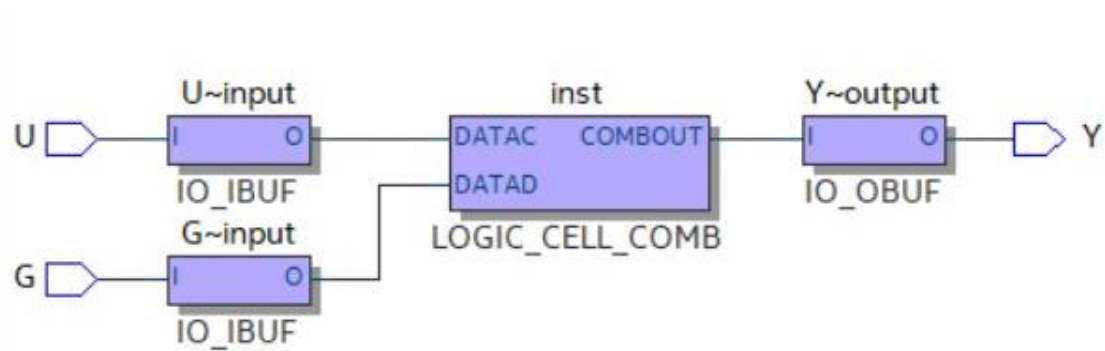 U~input
inst
Y~output
U
I
O
DATAC
COMBOUT
I
O
Y
IO_IBUF
DATAD
IO_OBUF
G~input
LOGIC_CELL_COMB
G
I
O
IO_IBUF